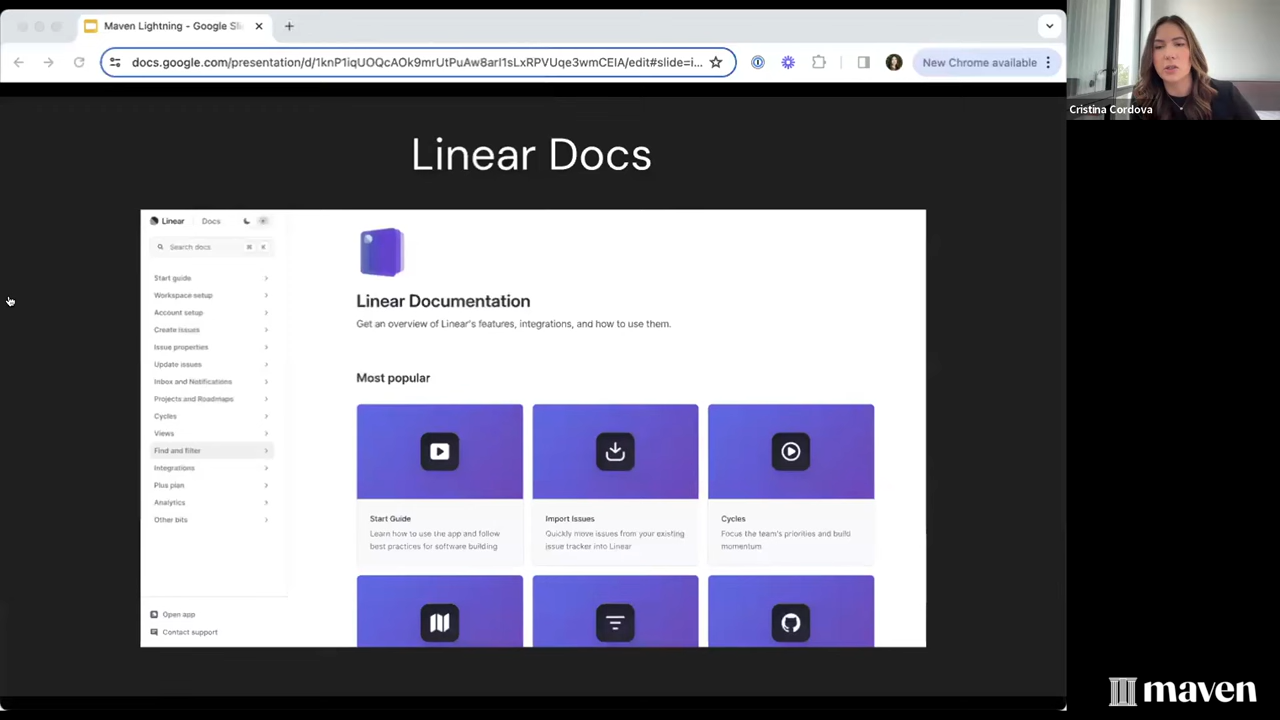 Maven Lightning - Google Sli
docs.google.com/presentation/d/1knP1iqUOQcAOk9mrUtPuAw8arI1sLxRPVUqe3wmCEIA/edit#slide=i...
New Chrome available
Cristina Cordova
Linear Docs
Linear Docs
Search docs ⌘ K
Start guide
Workspace setup
Account setup
Create issues
Issue properties
Update issues
Inbox and Notifications
Projects and Roadmaps
Cycles
Views
Find and filter
Integrations
Plus plan
Analytics
Other bits
Open app
Contact support
Linear Documentation
Get an overview of Linear's features, integrations, and how to use them.
Most popular
Start Guide
Learn how to use the app and follow
best practices for software building
Import Issues
Quickly move issues from your existing
issue tracker into Linear
Cycles
Focus the team's priorities and build
momentum
maven